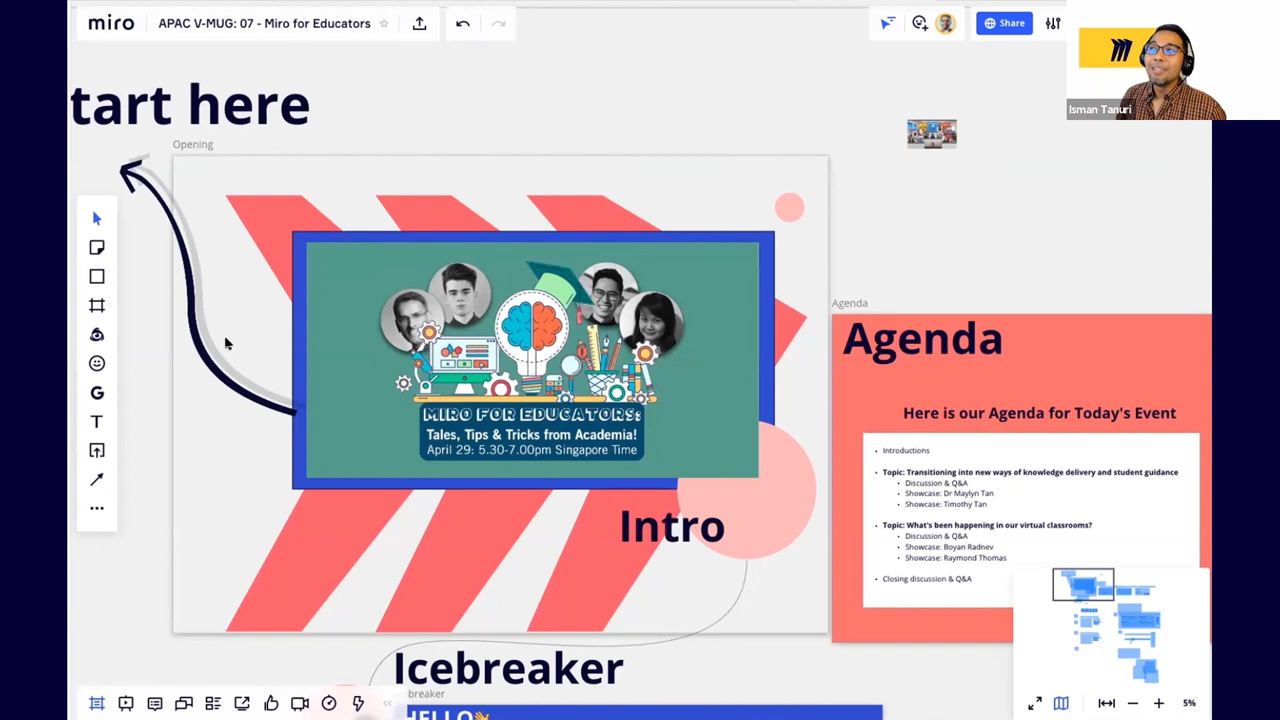 miro
APAC V-MUG: 07 - Miro for Educators
Share
Isman Tanuri
tart here
Opening
MIRO FOR EDUCATORS:
Tales, Tips & Tricks from Academia!
April 29: 5.30-7.00pm Singapore Time
Intro
Agenda
Agenda
Here is our Agenda for Today's Event
• Introductions
• Topic: Transitioning into new ways of knowledge delivery and student guidance
• Discussion & Q&A
• Showcase: Dr Maylyn Tan
• Showcase: Timothy Tan
• Topic: What's been happening in our virtual classrooms?
• Discussion & Q&A
• Showcase: Boyan Radnev
• Showcase: Raymond Thomas
• Closing discussion & Q&A
Icebreaker
breaker
HELLO👋
G
T
5%